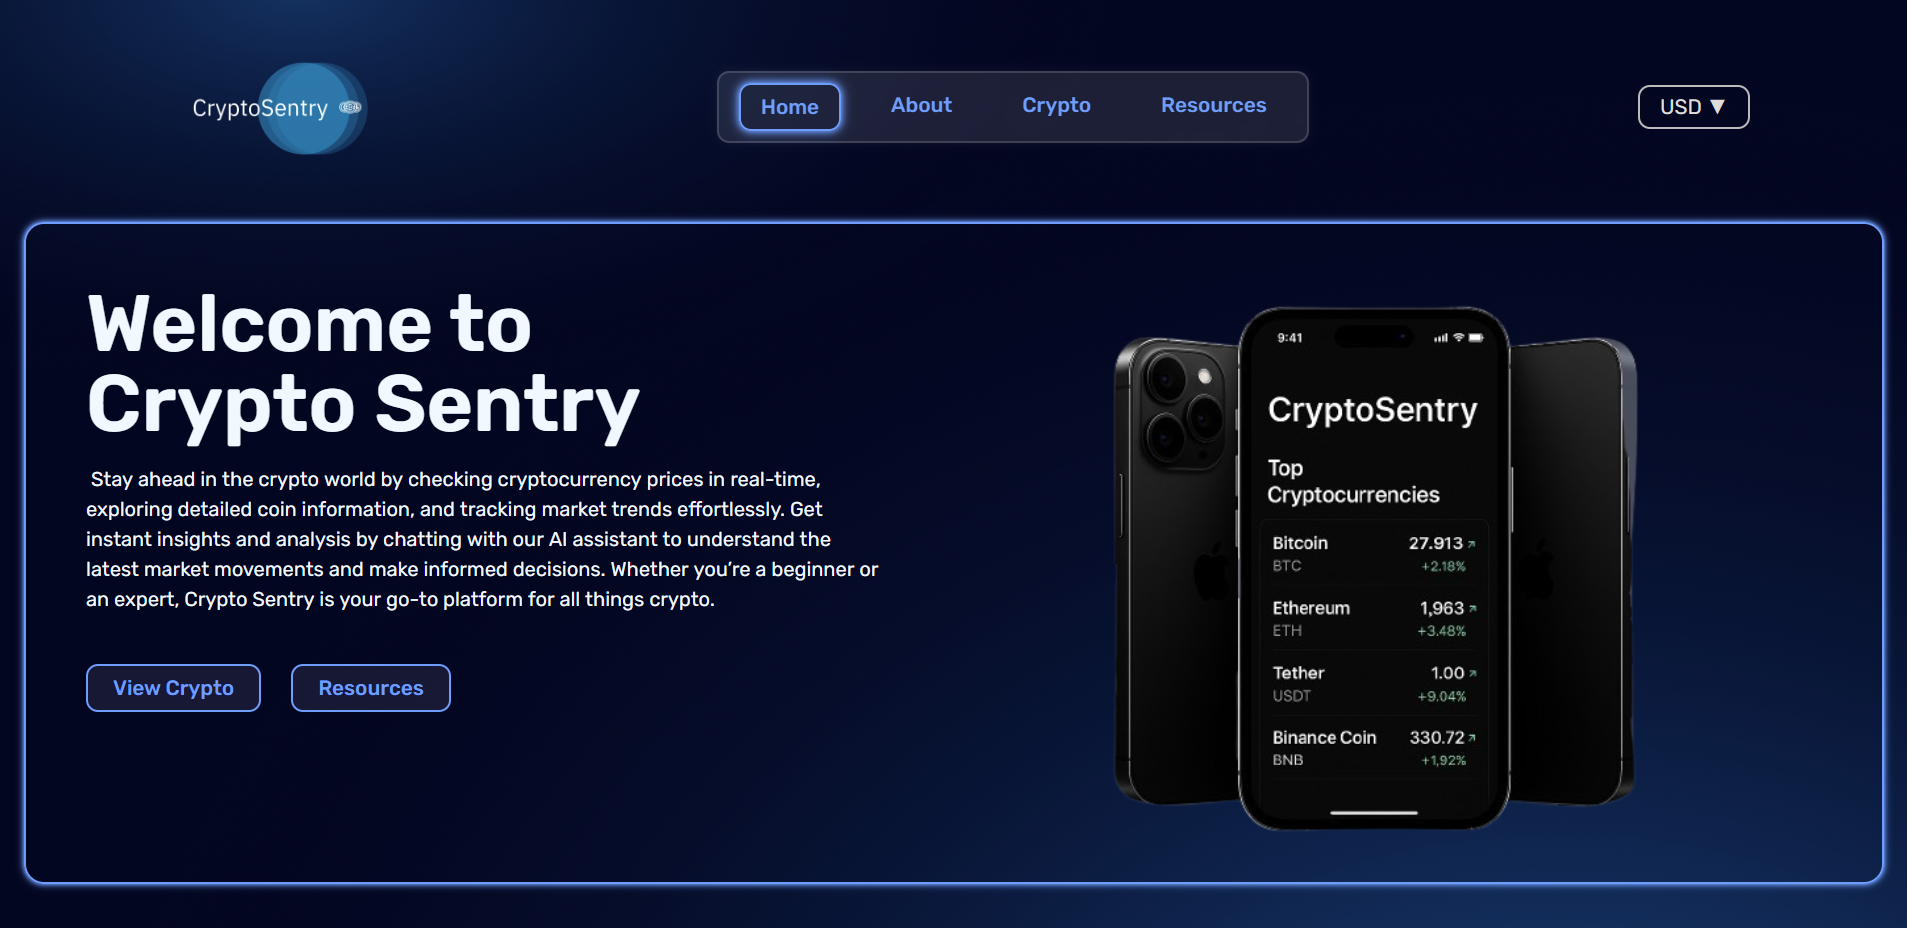 CryptoSentry
Home
About
Crypto
Resources
USD ▼
Welcome to
Crypto Sentry
Stay ahead in the crypto world by checking cryptocurrency prices in real-time,
exploring detailed coin information, and tracking market trends effortlessly. Get
instant insights and analysis by chatting with our AI assistant to understand the
latest market movements and make informed decisions. Whether you’re a beginner or
an expert, Crypto Sentry is your go-to platform for all things crypto.
View Crypto
Resources
9:41
CryptoSentry
Top
Cryptocurrencies
Bitcoin 27.913
BTC +2.18%
Ethereum 1,963
ETH +3.48%
Tether 1.00
USDT +9.04%
Binance Coin 330.72
BNB +1,92%